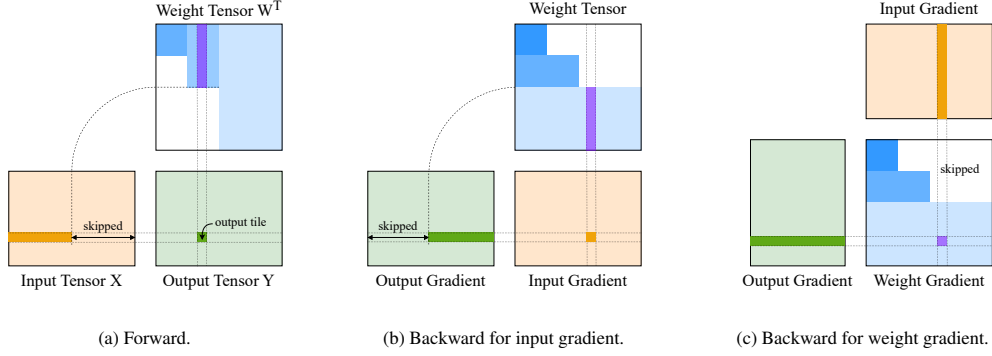 Weight Tensor W^T
skipped
output tile
Input Tensor X
Output Tensor Y
(a) Forward.
Weight Tensor
skipped
Output Gradient
Input Gradient
(b) Backward for input gradient.
Input Gradient
skipped
Output Gradient
Weight Gradient
(c) Backward for weight gradient.